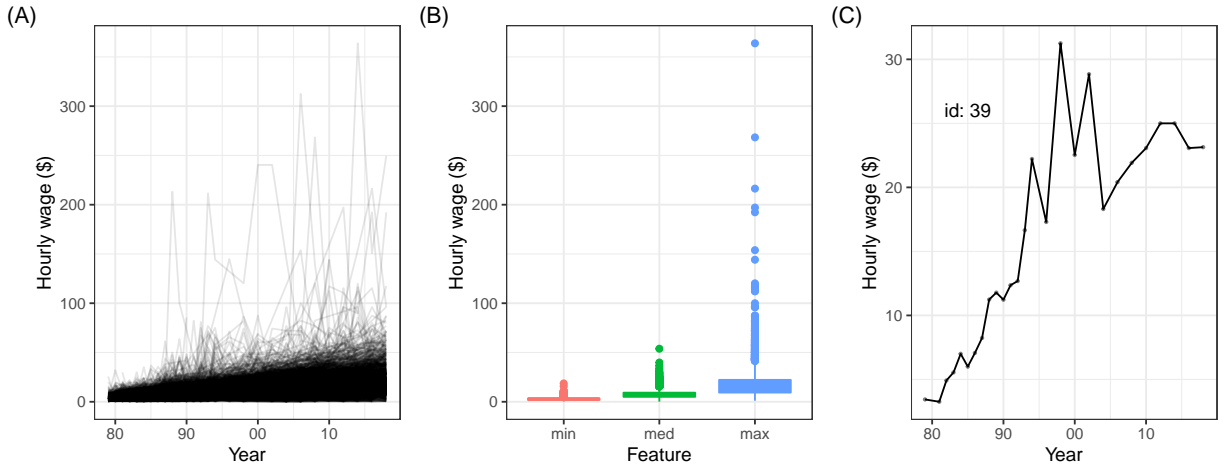 (A)
Hourly wage ($)
300
200
100
0
80 90 00 10
Year
(B)
Hourly wage ($)
300
200
100
0
min med max
Feature
(C)
Hourly wage ($)
30
20
10
id: 39
80 90 00 10
Year